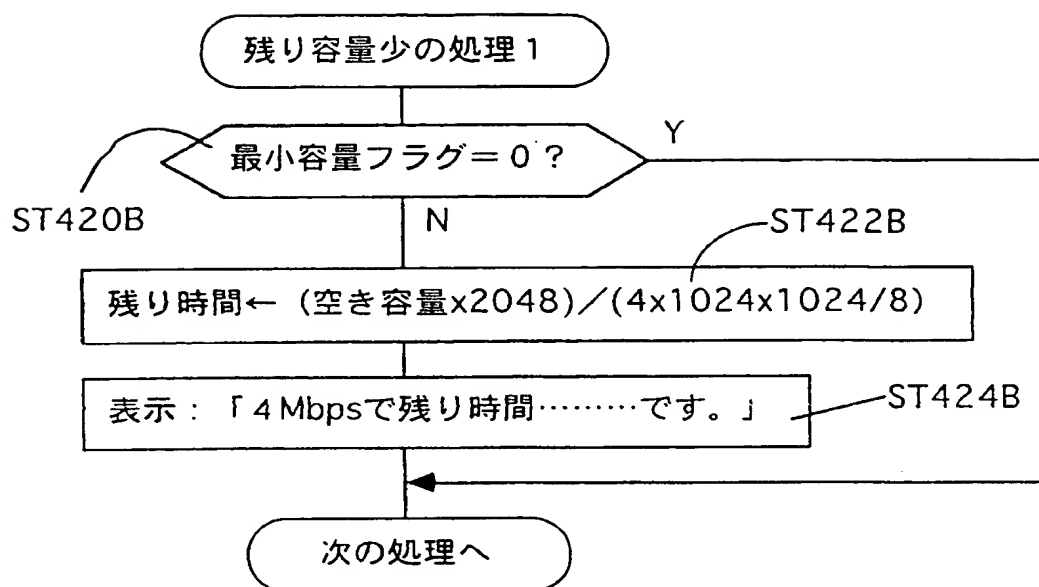 残り容量少の処理1
最小容量フラグ=0?
Y
ST420B
N
ST422B
残り時間←(空き容量x2048)/(4x1024x1024/8)
表示:「4Mbpsで残り時間………です。」
ST424B
次の処理へ